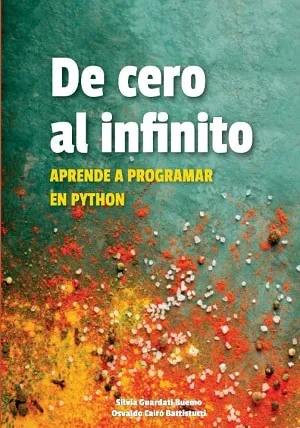 De cero
al infinito
APRENDE A PROGRAMAR
EN PYTHON
Silvia Guardati Buemo
Osvaldo Cairó Battistutti